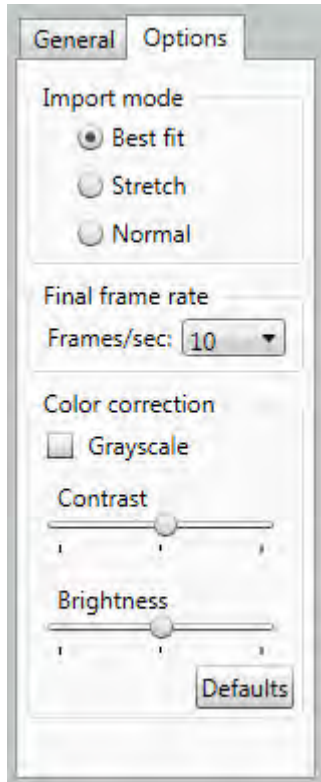 General Options
Import mode
Best fit
Stretch
Normal
Final frame rate
Frames/sec: 10
Color correction
Grayscale
Contrast
Brightness
Defaults